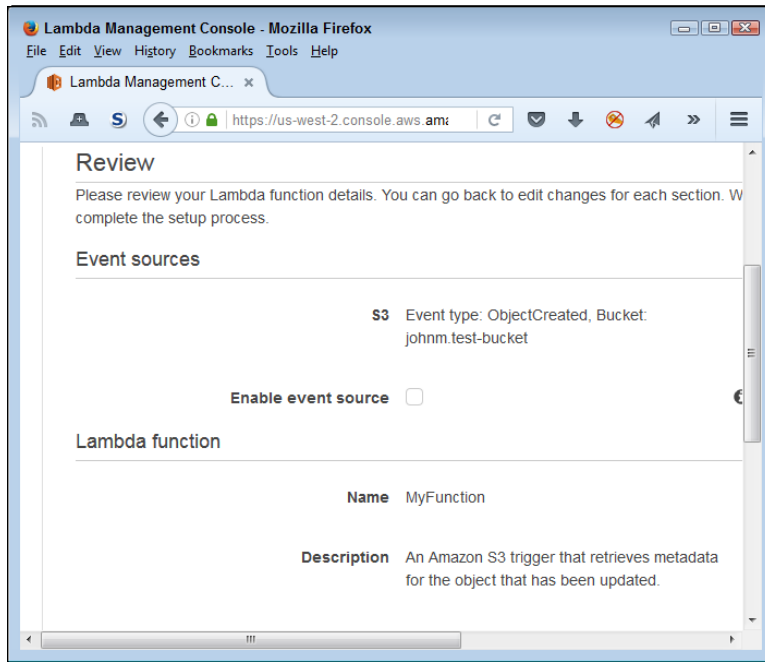 Lambda Management Console - Mozilla Firefox
File Edit View History Bookmarks Tools Help
Lambda Management C... ×
S https://us-west-2.console.aws.ama
Review
Please review your Lambda function details. You can go back to edit changes for each section. W
complete the setup process.
Event sources
S3 Event type: ObjectCreated, Bucket:
johnm.test-bucket
Enable event source
Lambda function
Name MyFunction
Description An Amazon S3 trigger that retrieves metadata
for the object that has been updated.